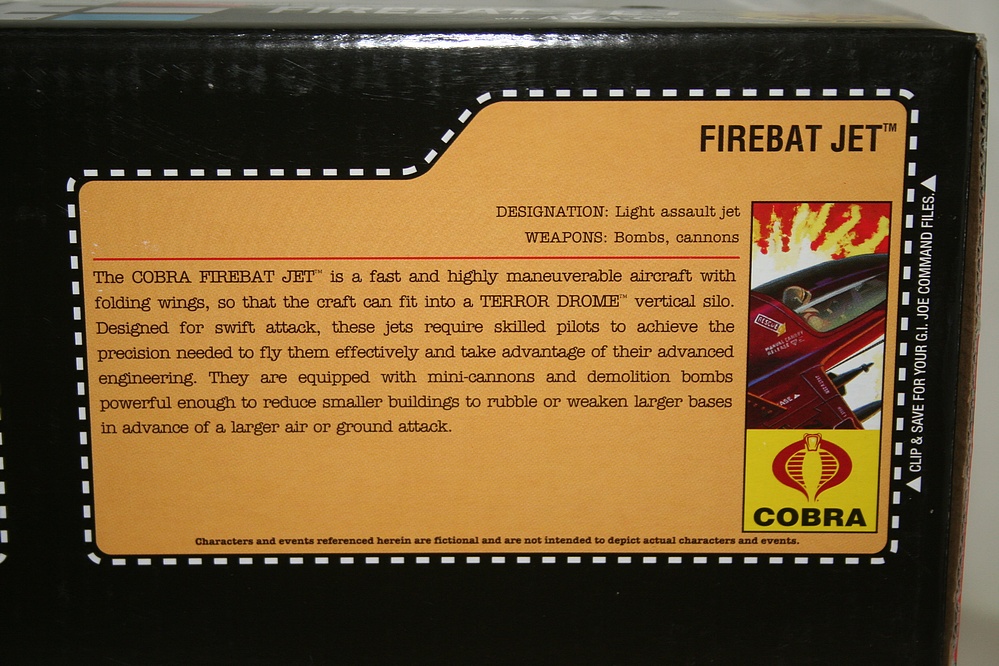 FIREBAT
FIREBAT JET™
DESIGNATION: Light assault jet
WEAPONS: Bombs, cannons
The COBRA FIREBAT JET™ is a fast and highly maneuverable aircraft with
folding wings, so that the craft can fit into a TERROR DROME™ vertical silo.
Designed for swift attack, these jets require skilled pilots to achieve the
precision needed to fly them effectively and take advantage of their advanced
engineering. They are equipped with mini-cannons and demolition bombs
powerful enough to reduce smaller buildings to rubble or weaken larger bases
in advance of a larger air or ground attack.
RESCUE
COBRA
Characters and events referenced herein are fictional and are not intended to depict actual characters and events.
▲ CLIP & SAVE FOR YOUR G.I. JOE COMMAND FILES. ▲